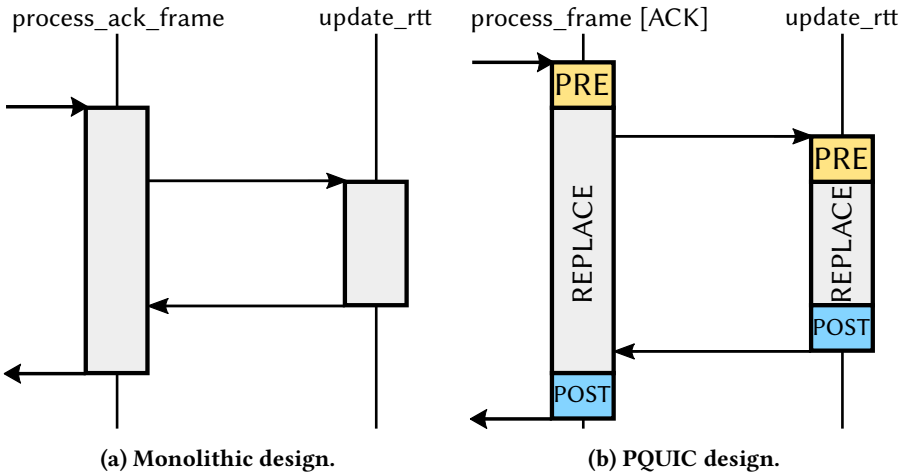 process_ack_frame
update_rtt
process_frame [ACK]
update_rtt
PRE
REPLACE
POST
PRE
REPLACE
POST
(a) Monolithic design.
(b) PQUIC design.